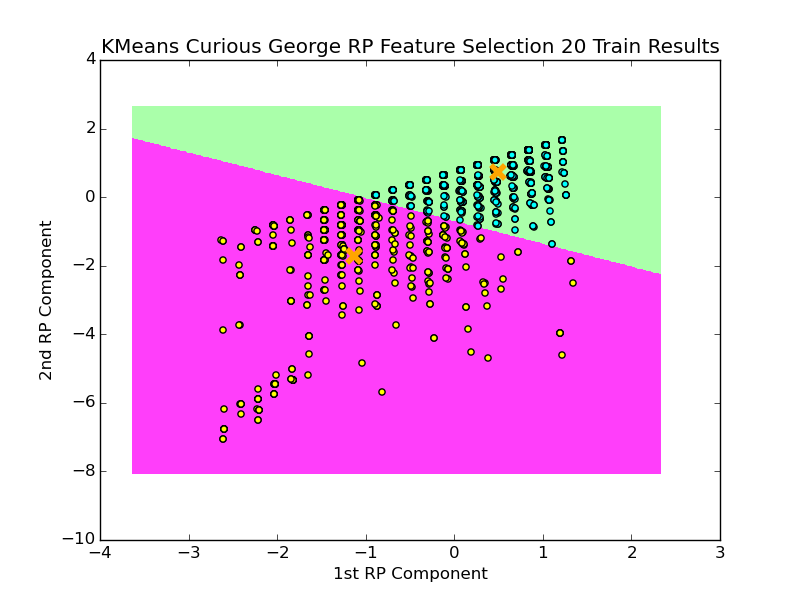 KMeans Curious George RP Feature Selection 20 Train Results
4
2
0
−2
−4
−6
−8
−10
2nd RP Component
−4 −3 −2 −1 0 1 2 3
1st RP Component